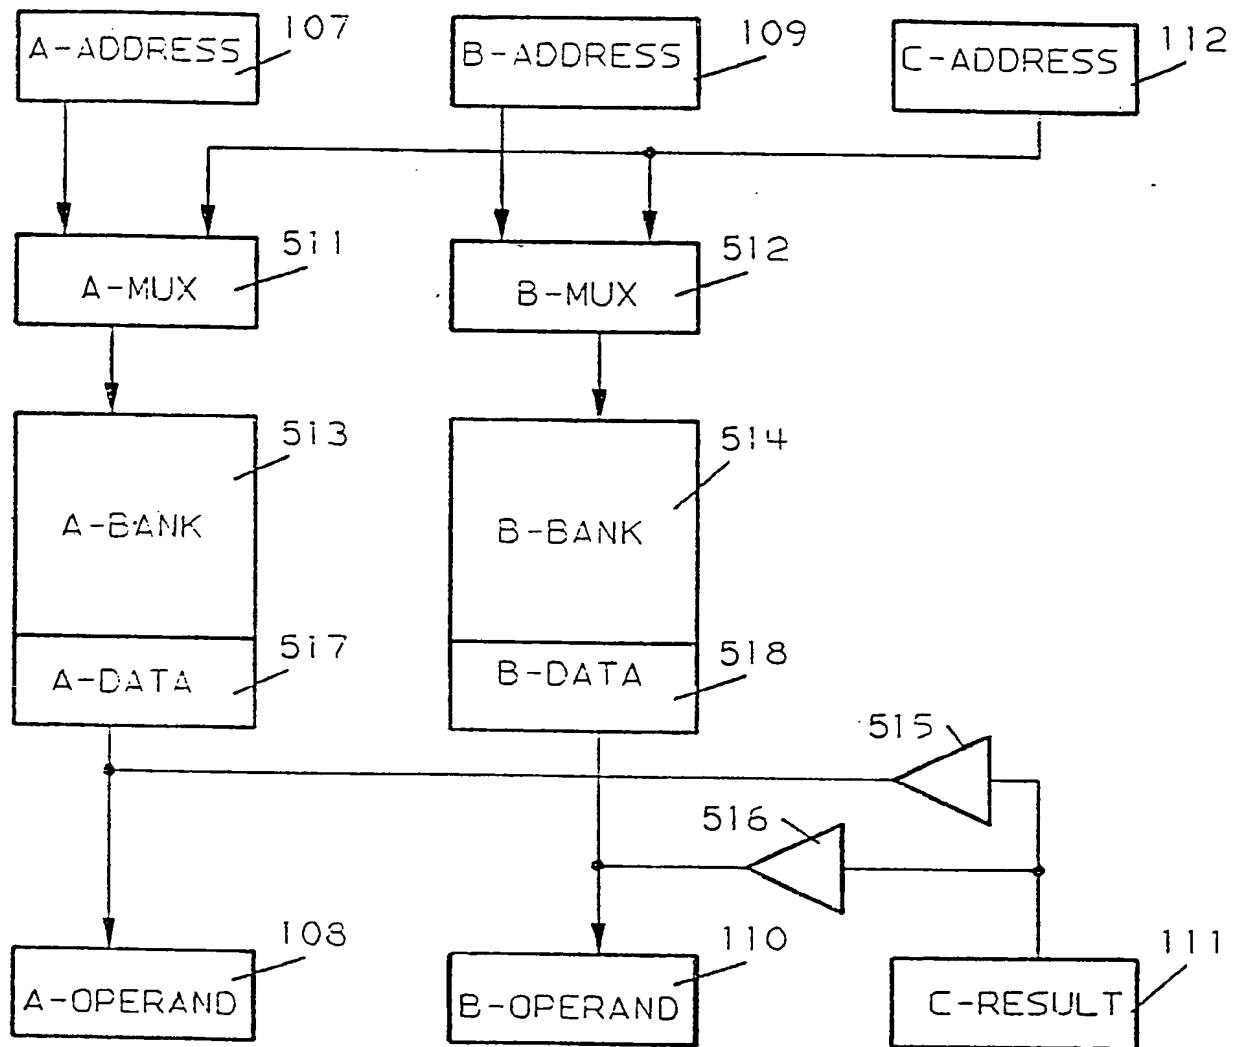 A-ADDRESS 107
B-ADDRESS 109
C-ADDRESS 112
A-MUX 511
B-MUX 512
A-BANK 513
B-BANK 514
A-DATA 517
B-DATA 518
515
516
A-OPERAND 108
B-OPERAND 110
C-RESULT 111